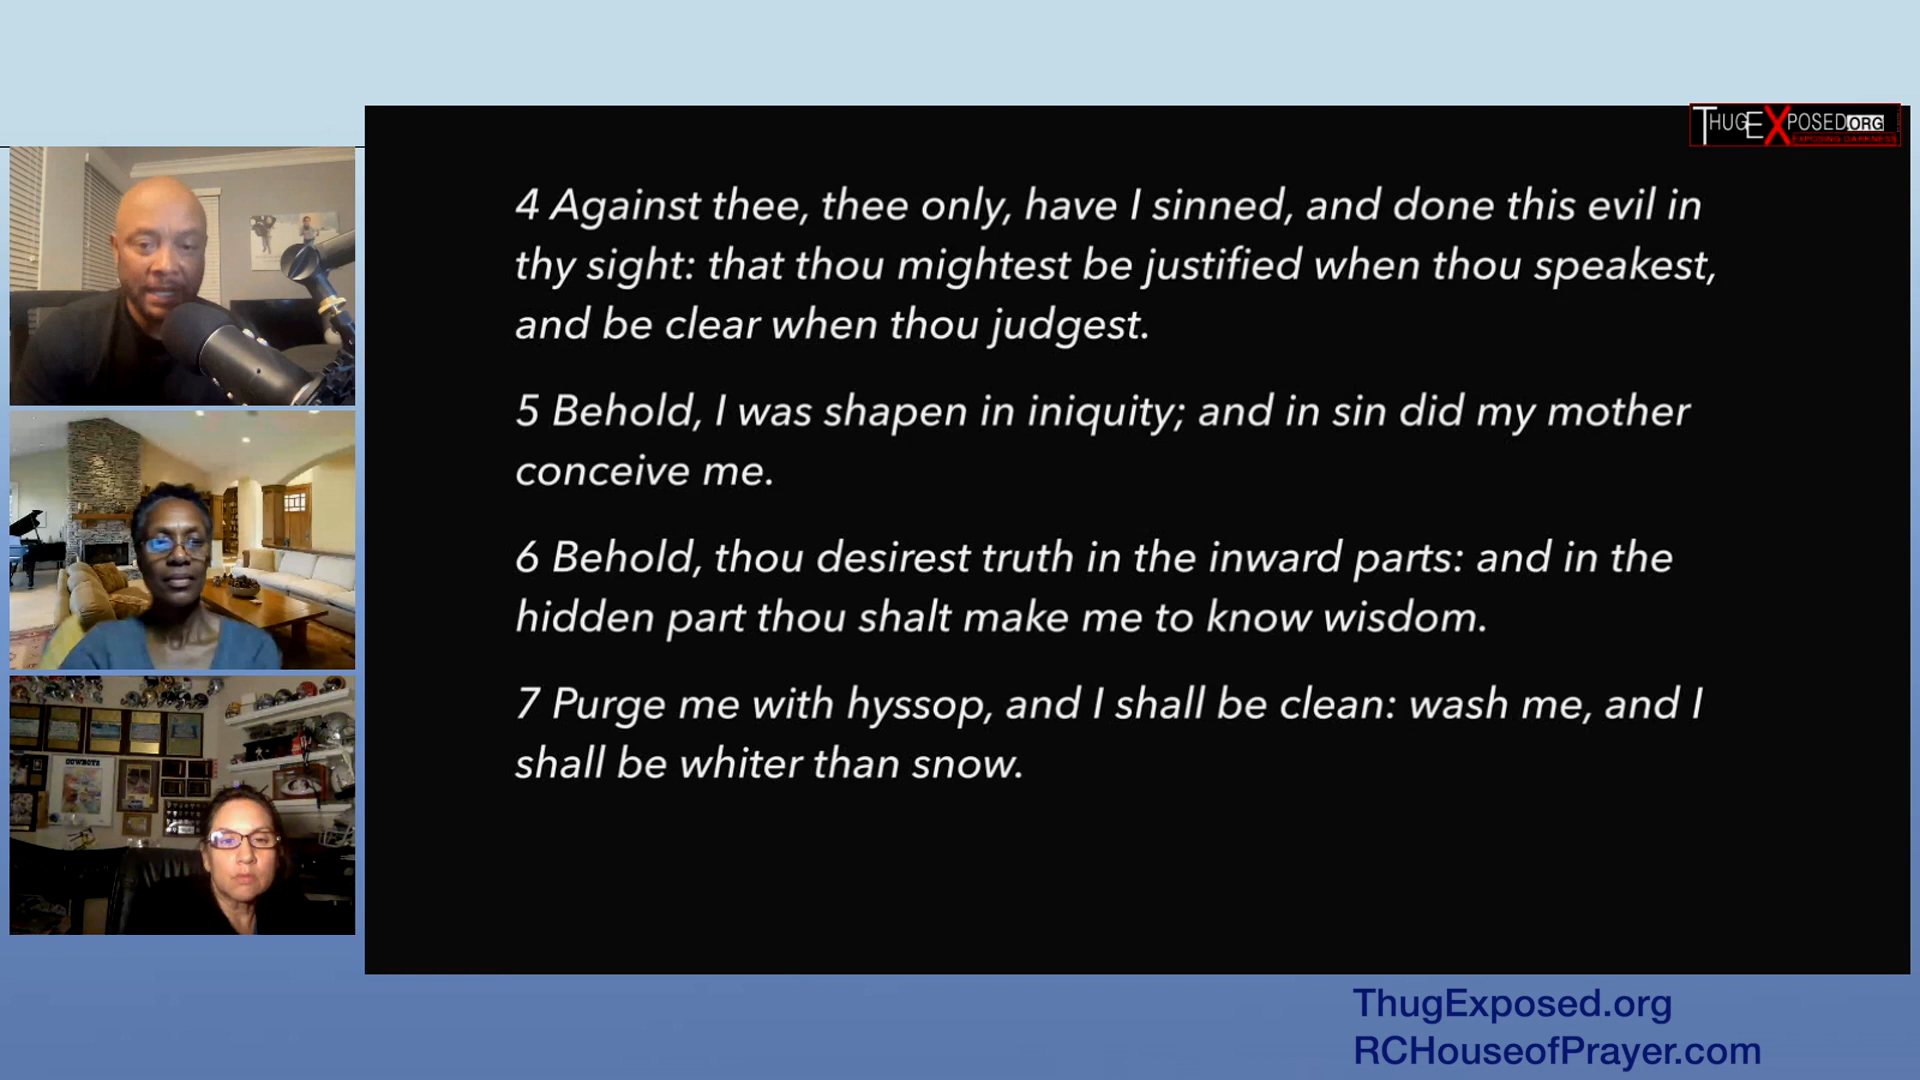 THUGEXPOSED.ORG
EXPOSING DARKNESS
4 Against thee, thee only, have I sinned, and done this evil in
thy sight: that thou mightest be justified when thou speakest,
and be clear when thou judgest.
5 Behold, I was shapen in iniquity; and in sin did my mother
conceive me.
6 Behold, thou desirest truth in the inward parts: and in the
hidden part thou shalt make me to know wisdom.
7 Purge me with hyssop, and I shall be clean: wash me, and I
shall be whiter than snow.
COWBOYS
ThugExposed.org
RCHouseofPrayer.com